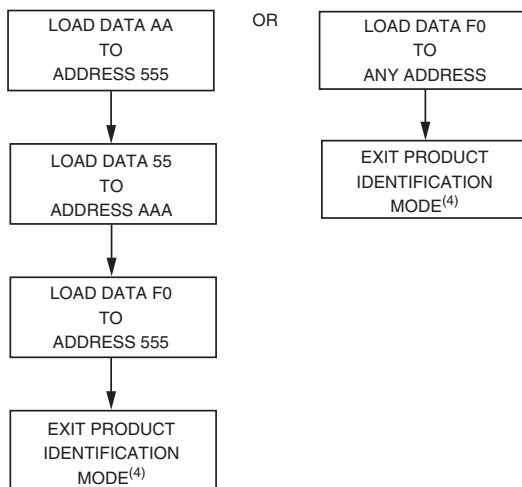 LOAD DATA AA
TO
ADDRESS 555
LOAD DATA 55
TO
ADDRESS AAA
LOAD DATA F0
TO
ADDRESS 555
EXIT PRODUCT
IDENTIFICATION
MODE(4)
OR
LOAD DATA F0
TO
ANY ADDRESS
EXIT PRODUCT
IDENTIFICATION
MODE(4)